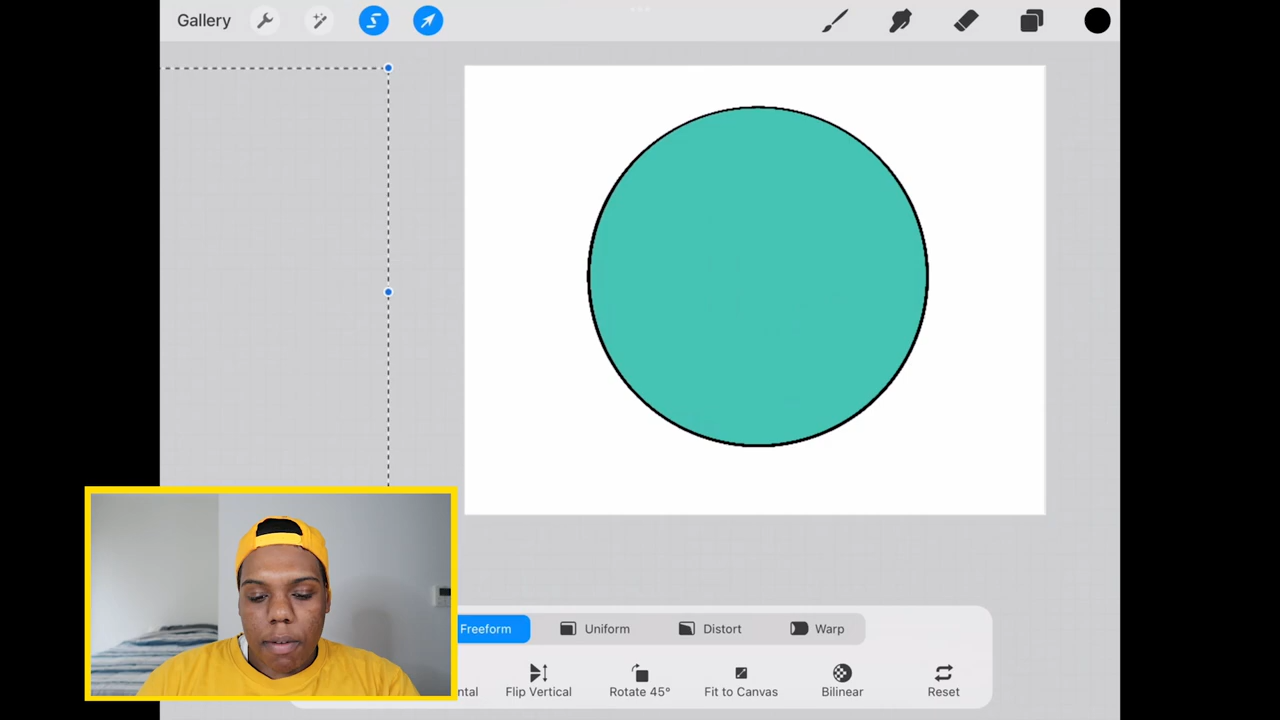 Gallery
Freeform Uniform Distort Warp
ntal Flip Vertical Rotate 45° Fit to Canvas Bilinear Reset